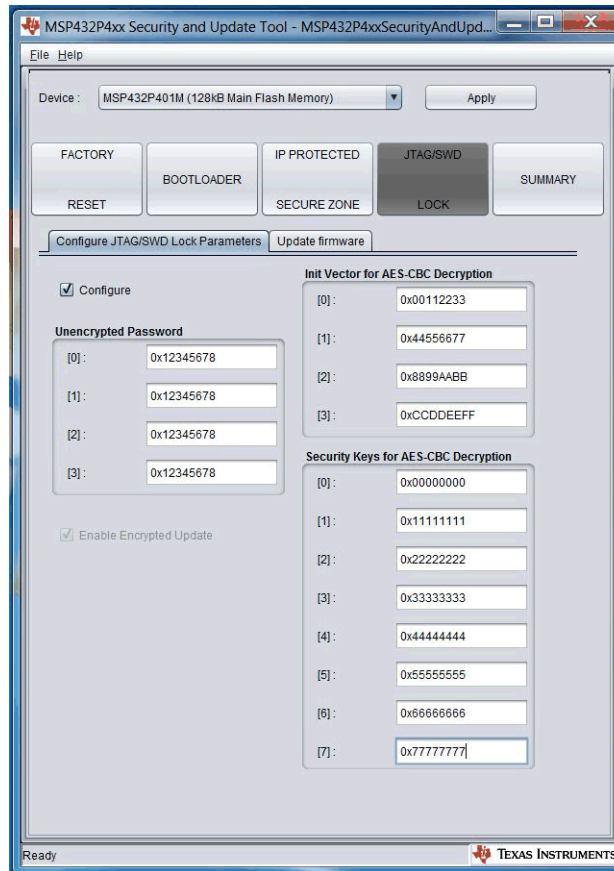 MSP432P4xx Security and Update Tool - MSP432P4xxSecurityAndUpd...
File Help
Device : MSP432P401M (128kB Main Flash Memory) Apply
FACTORY
RESET
BOOTLOADER
IP PROTECTED
SECURE ZONE
JTAG/SWD
LOCK
SUMMARY
Configure JTAG/SWD Lock Parameters Update firmware
Configure
Unencrypted Password
[0] : 0x12345678
[1] : 0x12345678
[2] : 0x12345678
[3] : 0x12345678
Enable Encrypted Update
Init Vector for AES-CBC Decryption
[0] : 0x00112233
[1] : 0x44556677
[2] : 0x8899AABB
[3] : 0xCCDDEEFF
Security Keys for AES-CBC Decryption
[0] : 0x00000000
[1] : 0x11111111
[2] : 0x22222222
[3] : 0x33333333
[4] : 0x44444444
[5] : 0x55555555
[6] : 0x66666666
[7] : 0x77777777
Ready
TEXAS INSTRUMENTS